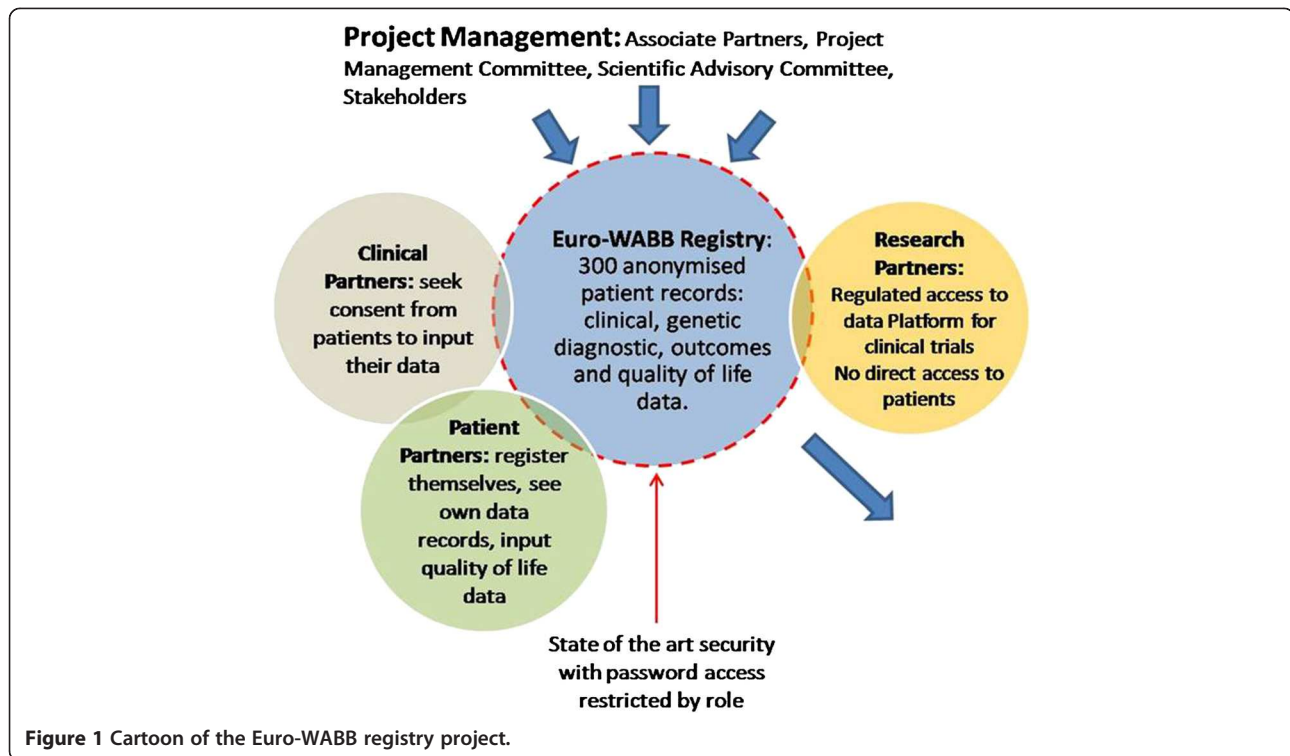 Project Management: Associate Partners, Project
Management Committee, Scientific Advisory Committee,
Stakeholders
Clinical
Partners: seek
consent from
patients to input
their data
Euro-WABB Registry:
300 anonymised
patient records:
clinical, genetic
diagnostic, outcomes
and quality of life
data.
Research
Partners:
Regulated access to
data Platform for
clinical trials
No direct access to
patients
Patient
Partners: register
themselves, see
own data
records, input
quality of life
data
State of the art security
with password access
restricted by role
Figure 1 Cartoon of the Euro-WABB registry project.